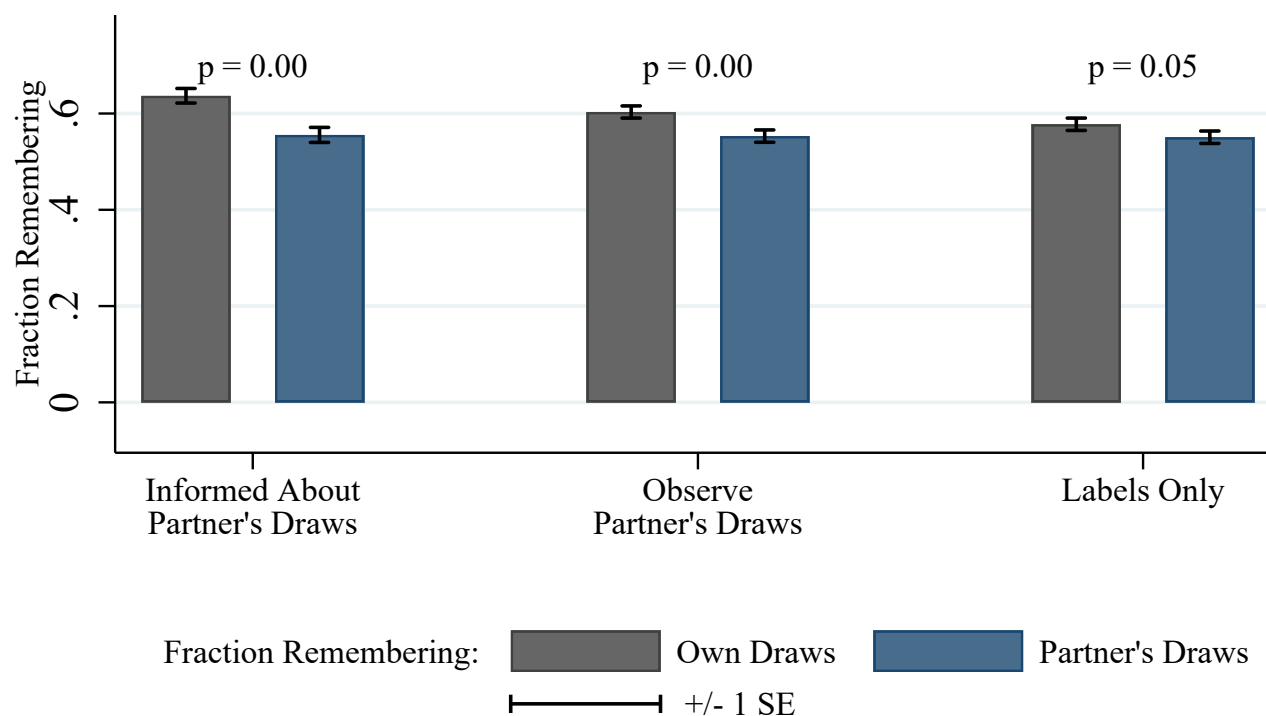 p = 0.00
p = 0.00
p = 0.05
Fraction Remembering
.6
.4
.2
0
Informed About
Partner's Draws
Observe
Partner's Draws
Labels Only
Fraction Remembering:
Own Draws
Partner's Draws
+/- 1 SE